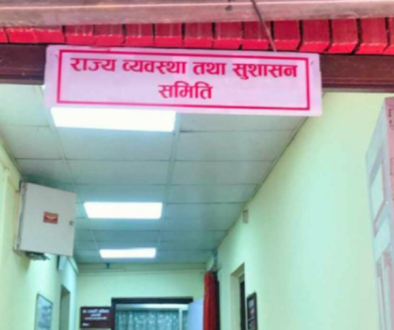 राज्य व्यवस्था तथा सुशासन
समिति